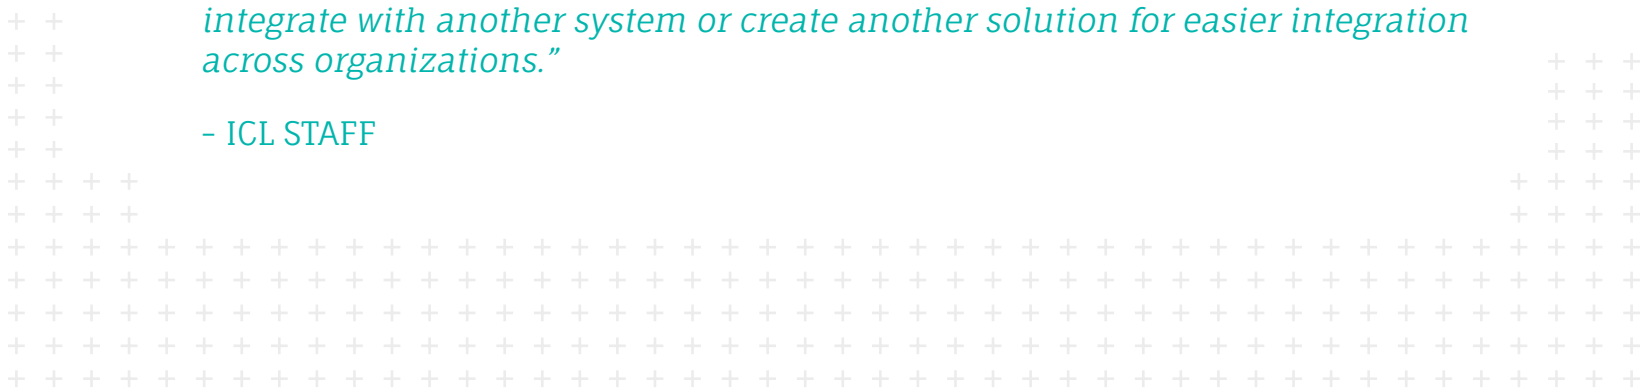 integrate with another system or create another solution for easier integration
across organizations.”
– ICL STAFF